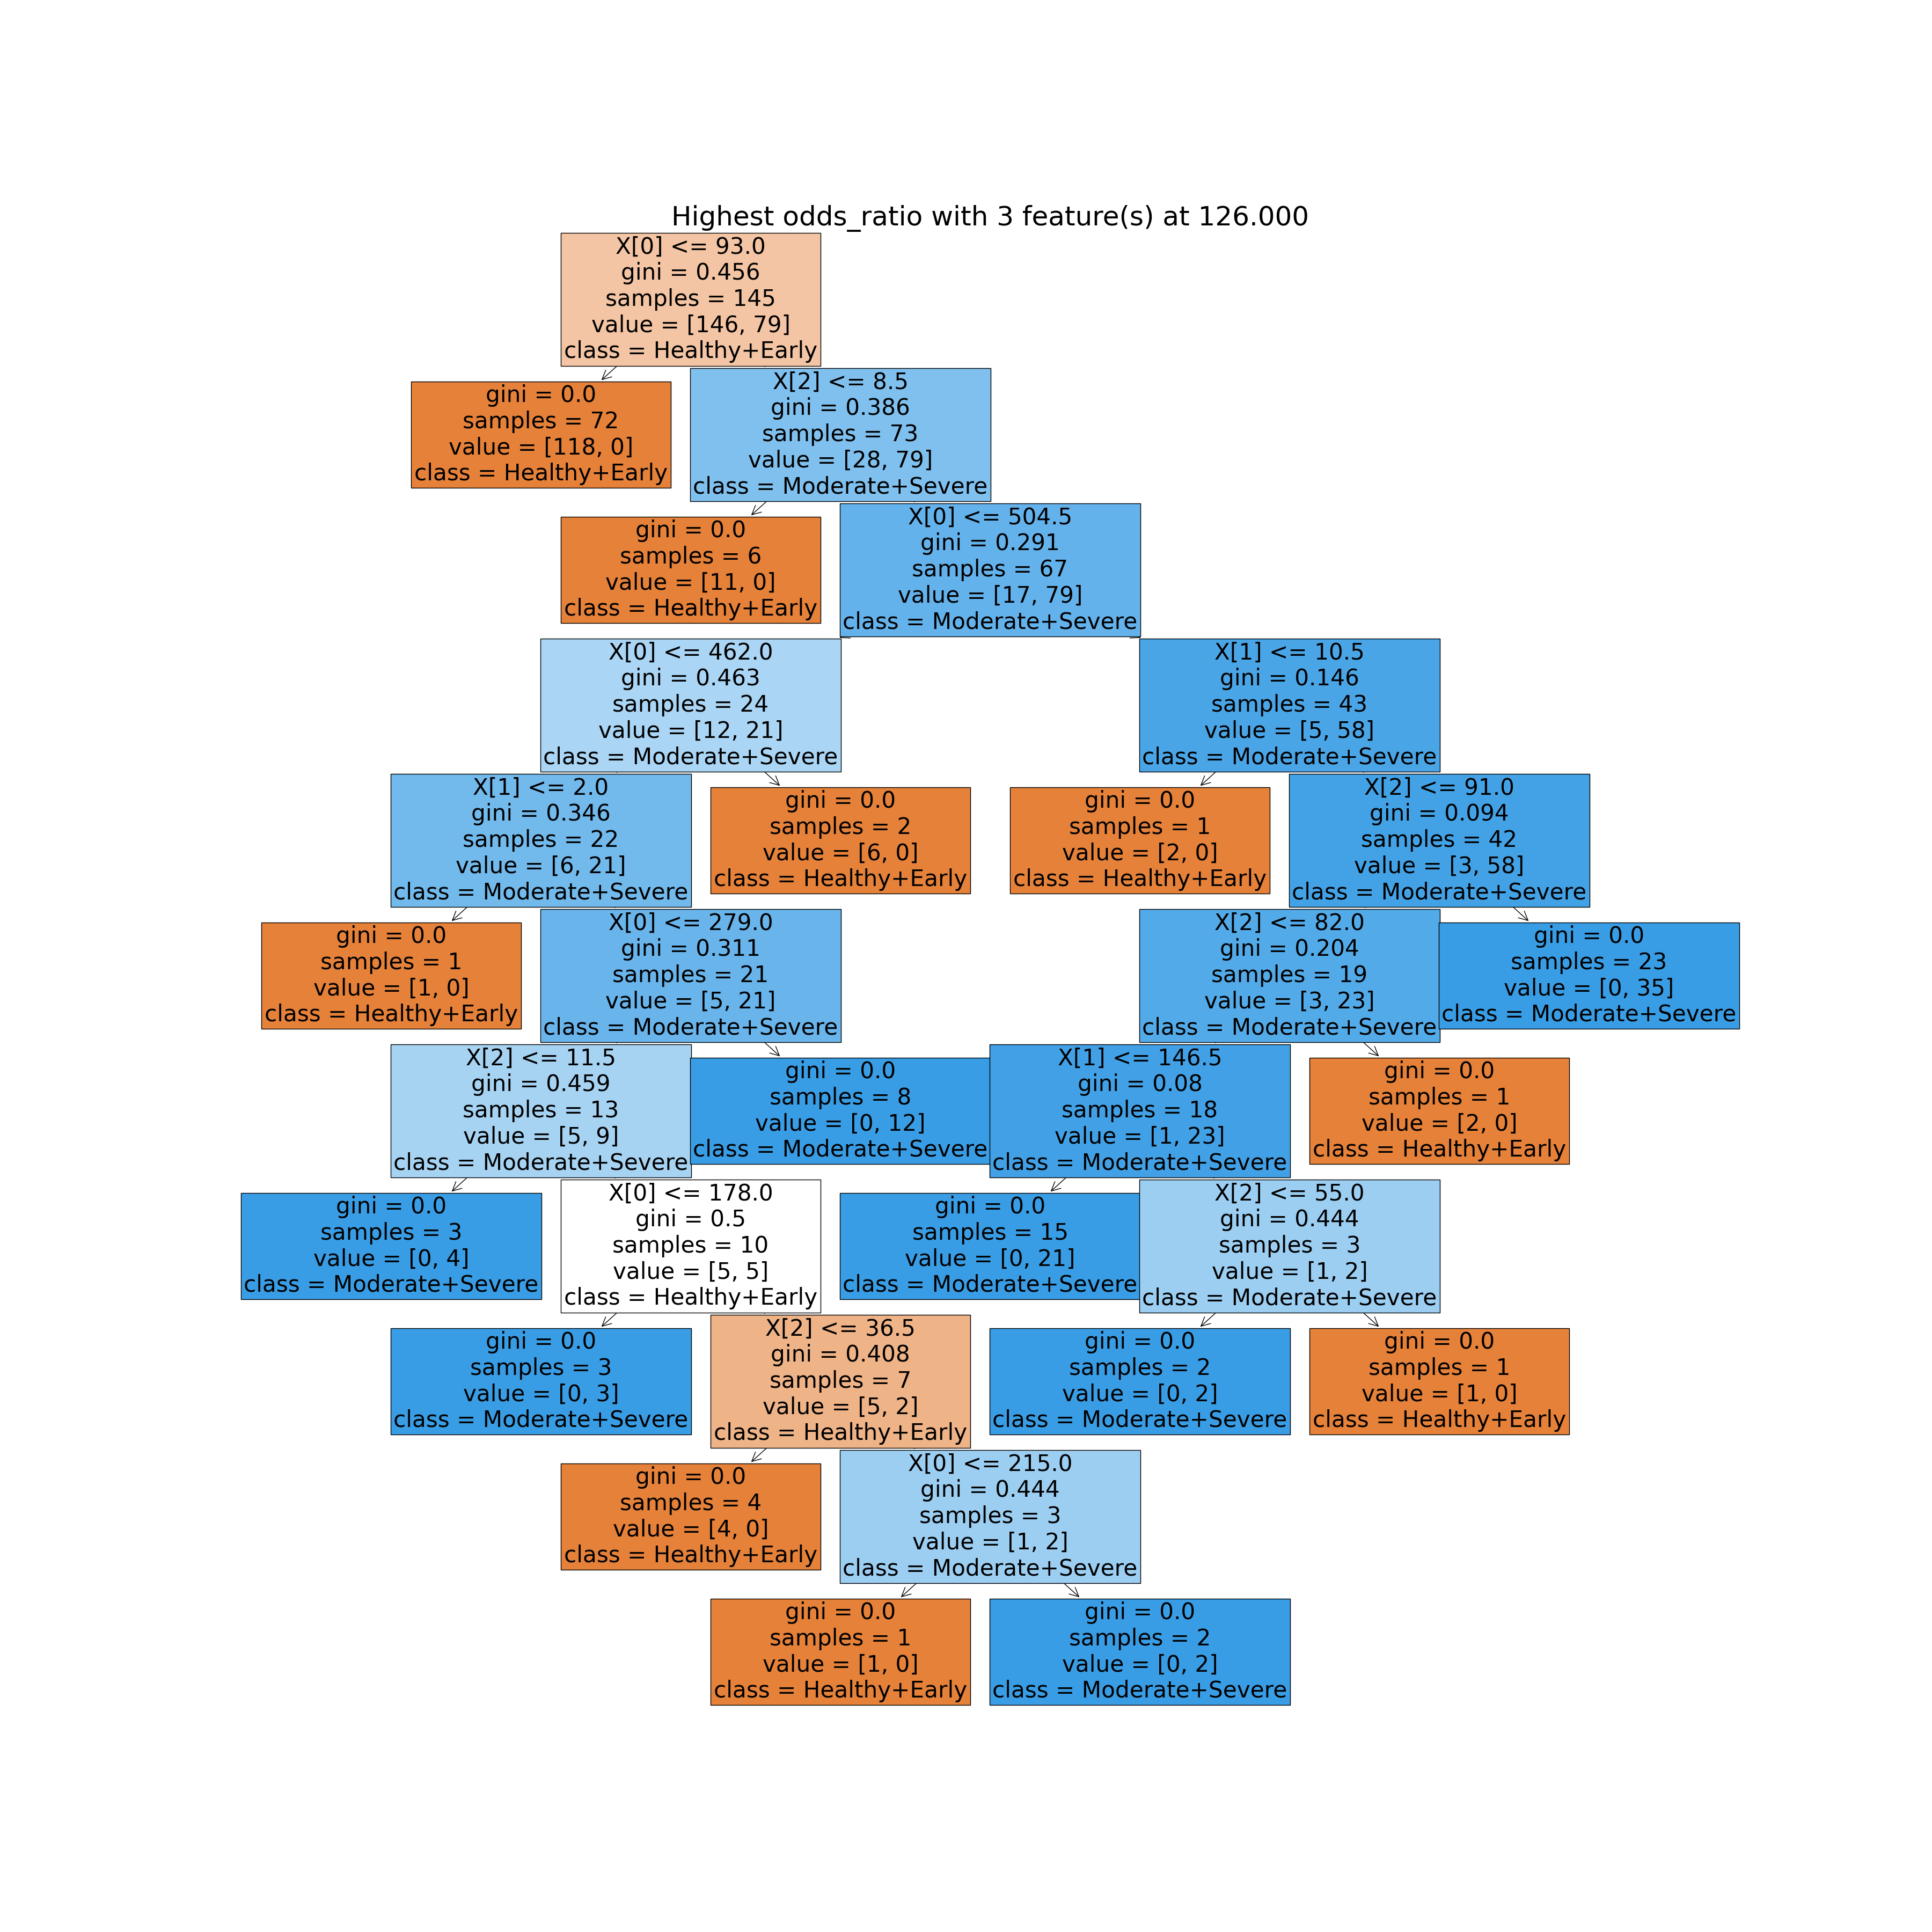 Highest odds_ratio with 3 feature(s) at 126.000
X[0] <= 93.0
gini = 0.456
samples = 145
value = [146, 79]
class = Healthy+Early
gini = 0.0
samples = 72
value = [118, 0]
class = Healthy+Early
X[2] <= 8.5
gini = 0.386
samples = 73
value = [28, 79]
class = Moderate+Severe
gini = 0.0
samples = 6
value = [11, 0]
class = Healthy+Early
X[0] <= 504.5
gini = 0.291
samples = 67
value = [17, 79]
class = Moderate+Severe
X[0] <= 462.0
gini = 0.463
samples = 24
value = [12, 21]
class = Moderate+Severe
X[1] <= 10.5
gini = 0.146
samples = 43
value = [5, 58]
class = Moderate+Severe
X[1] <= 2.0
gini = 0.346
samples = 22
value = [6, 21]
class = Moderate+Severe
gini = 0.0
samples = 2
value = [6, 0]
class = Healthy+Early
gini = 0.0
samples = 1
value = [2, 0]
class = Healthy+Early
X[2] <= 91.0
gini = 0.094
samples = 42
value = [3, 58]
class = Moderate+Severe
gini = 0.0
samples = 1
value = [1, 0]
class = Healthy+Early
X[0] <= 279.0
gini = 0.311
samples = 21
value = [5, 21]
class = Moderate+Severe
X[2] <= 82.0
gini = 0.204
samples = 19
value = [3, 23]
class = Moderate+Severe
gini = 0.0
samples = 23
value = [0, 35]
class = Moderate+Severe
X[2] <= 11.5
gini = 0.459
samples = 13
value = [5, 9]
class = Moderate+Severe
gini = 0.0
samples = 8
value = [0, 12]
class = Moderate+Severe
X[1] <= 146.5
gini = 0.08
samples = 18
value = [1, 23]
class = Moderate+Severe
gini = 0.0
samples = 1
value = [2, 0]
class = Healthy+Early
gini = 0.0
samples = 3
value = [0, 4]
class = Moderate+Severe
X[0] <= 178.0
gini = 0.5
samples = 10
value = [5, 5]
class = Healthy+Early
gini = 0.0
samples = 15
value = [0, 21]
class = Moderate+Severe
X[2] <= 55.0
gini = 0.444
samples = 3
value = [1, 2]
class = Moderate+Severe
gini = 0.0
samples = 3
value = [0, 3]
class = Moderate+Severe
X[2] <= 36.5
gini = 0.408
samples = 7
value = [5, 2]
class = Healthy+Early
gini = 0.0
samples = 2
value = [0, 2]
class = Moderate+Severe
gini = 0.0
samples = 1
value = [1, 0]
class = Healthy+Early
gini = 0.0
samples = 4
value = [4, 0]
class = Healthy+Early
X[0] <= 215.0
gini = 0.444
samples = 3
value = [1, 2]
class = Moderate+Severe
gini = 0.0
samples = 1
value = [1, 0]
class = Healthy+Early
gini = 0.0
samples = 2
value = [0, 2]
class = Moderate+Severe